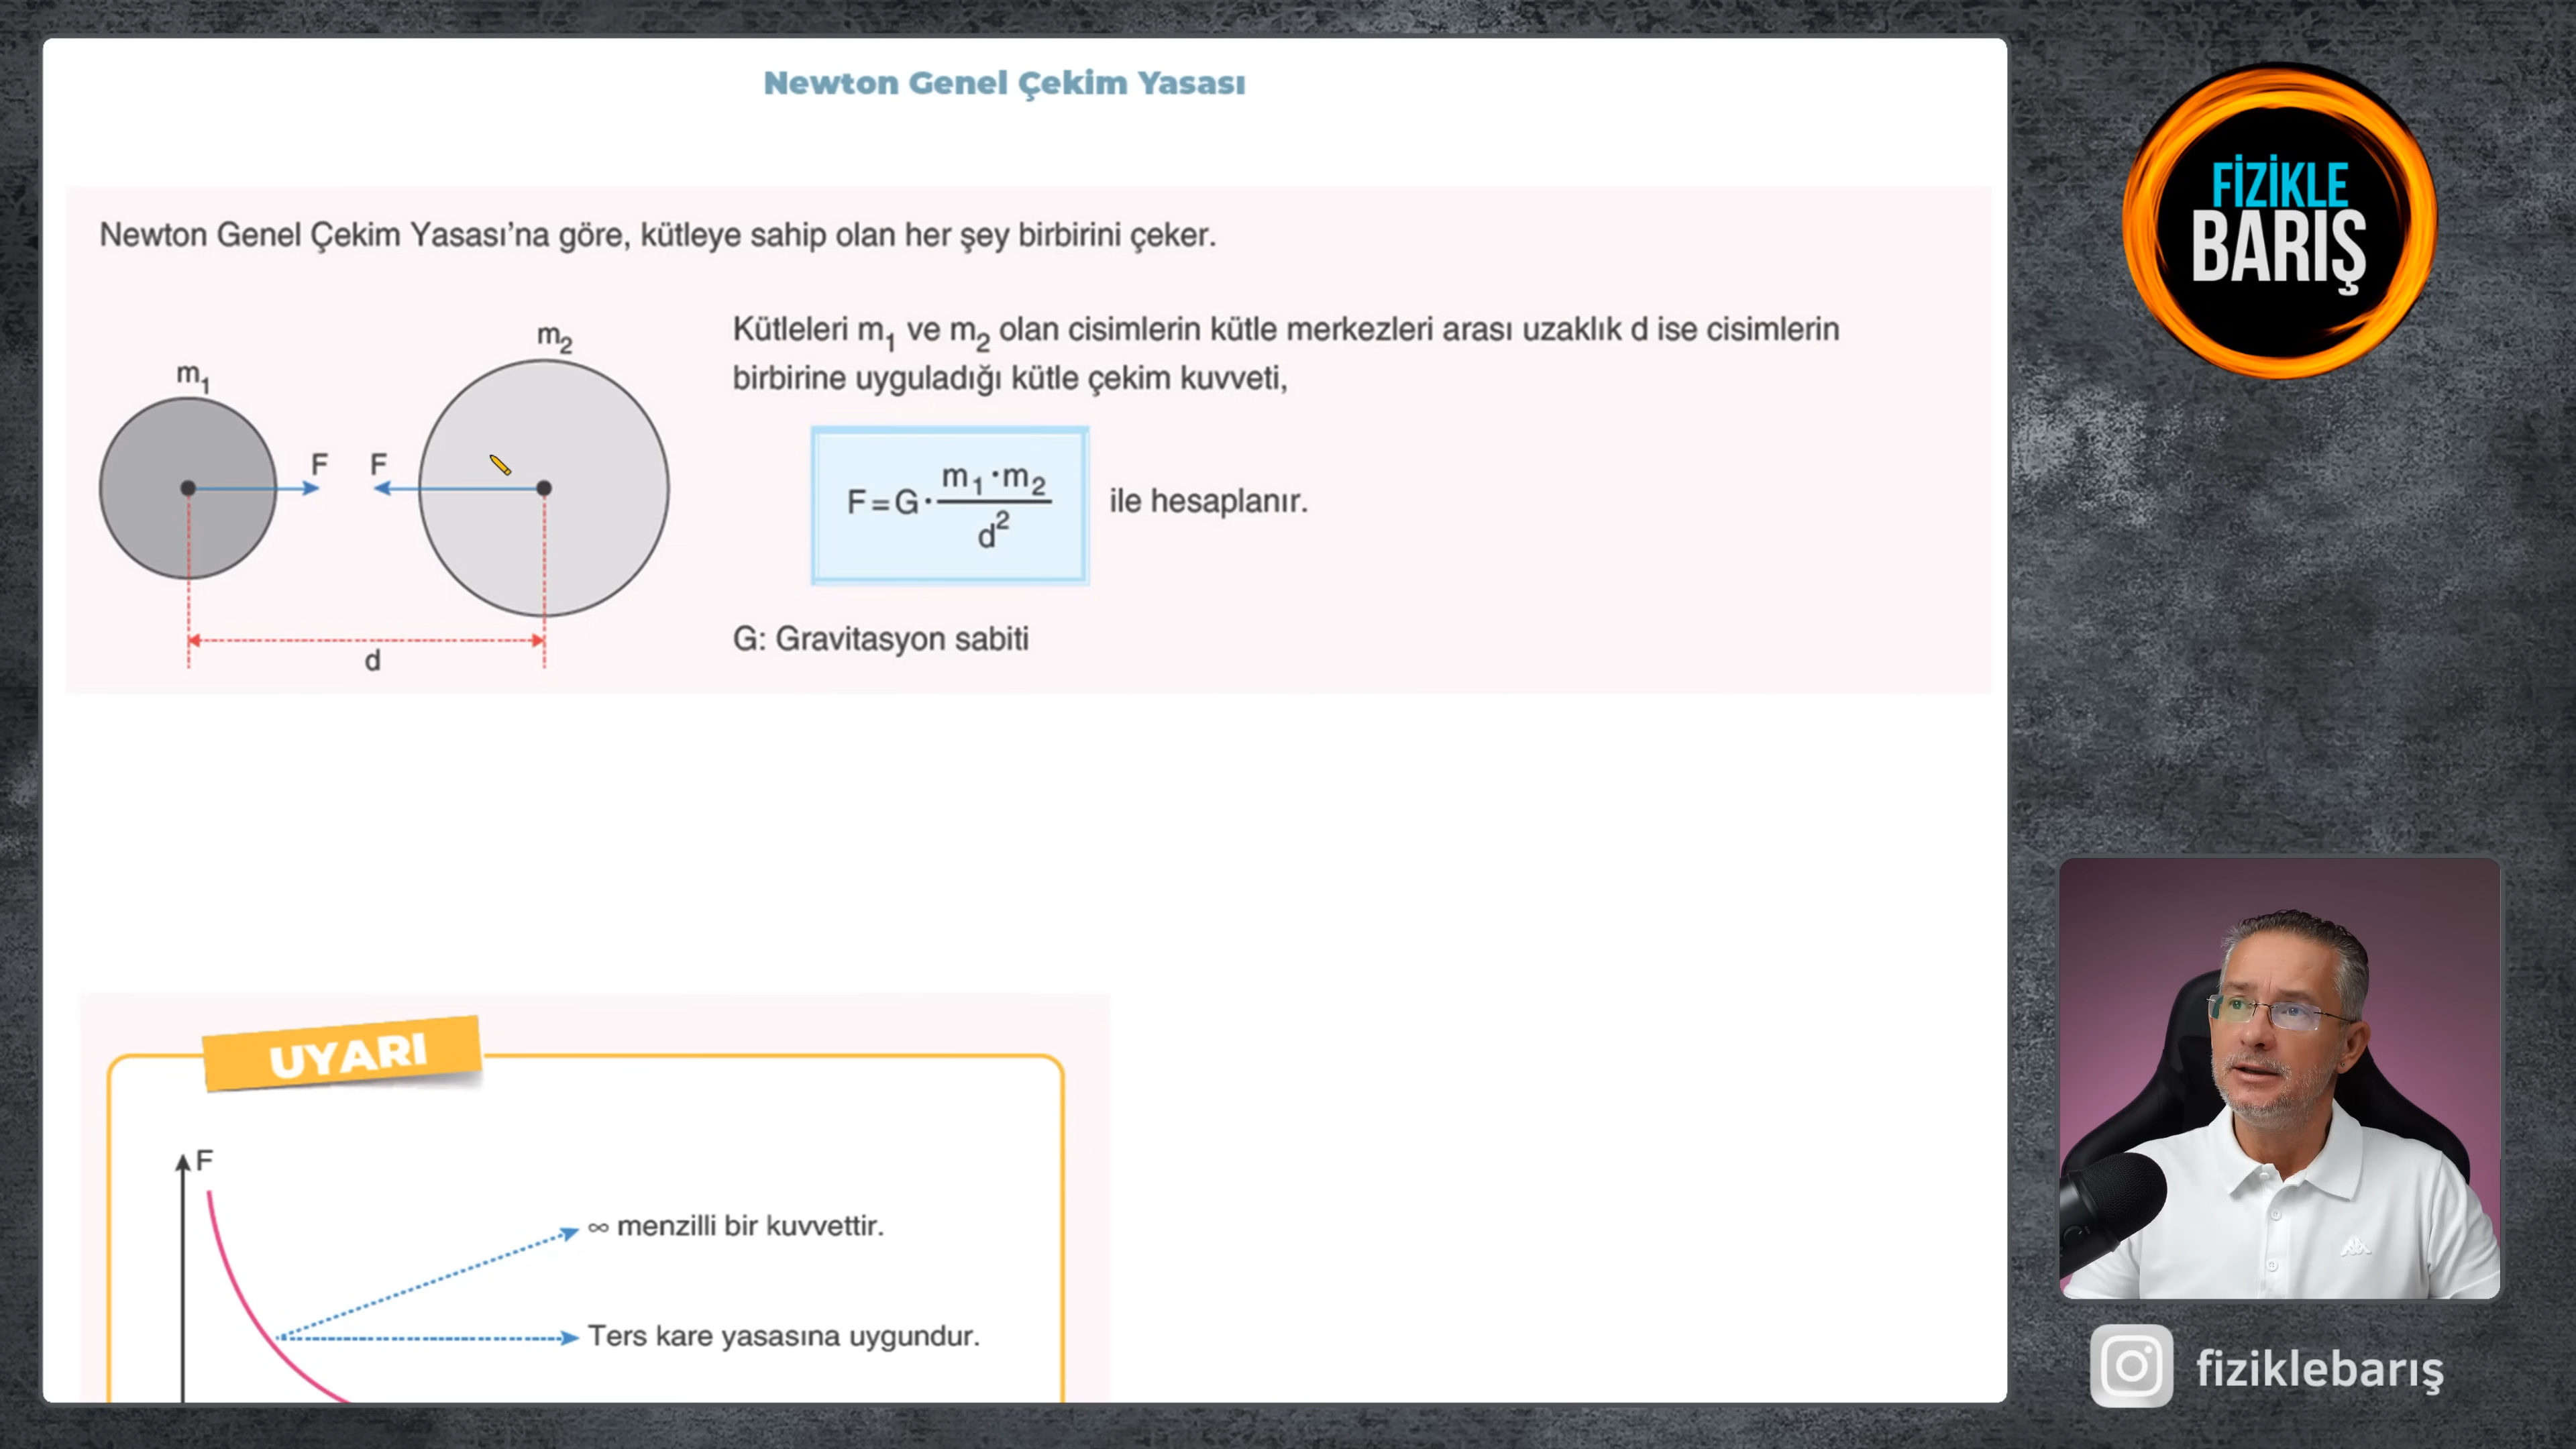 Newton Genel Çekim Yasası
Newton Genel Çekim Yasası'na göre, kütleye sahip olan her şey birbirini çeker.
m₁
m₂
F
F
d
Kütleleri m₁ ve m₂ olan cisimlerin kütle merkezleri arası uzaklık d ise cisimlerin
birbirine uyguladığı kütle çekim kuvveti,
F = G · (m₁ · m₂) / d²
ile hesaplanır.
G: Gravitasyon sabiti
UYARI
F
∞ menzilli bir kuvvettir.
Ters kare yasasına uygundur.
FİZİKLE
BARIŞ
fiziklebarış